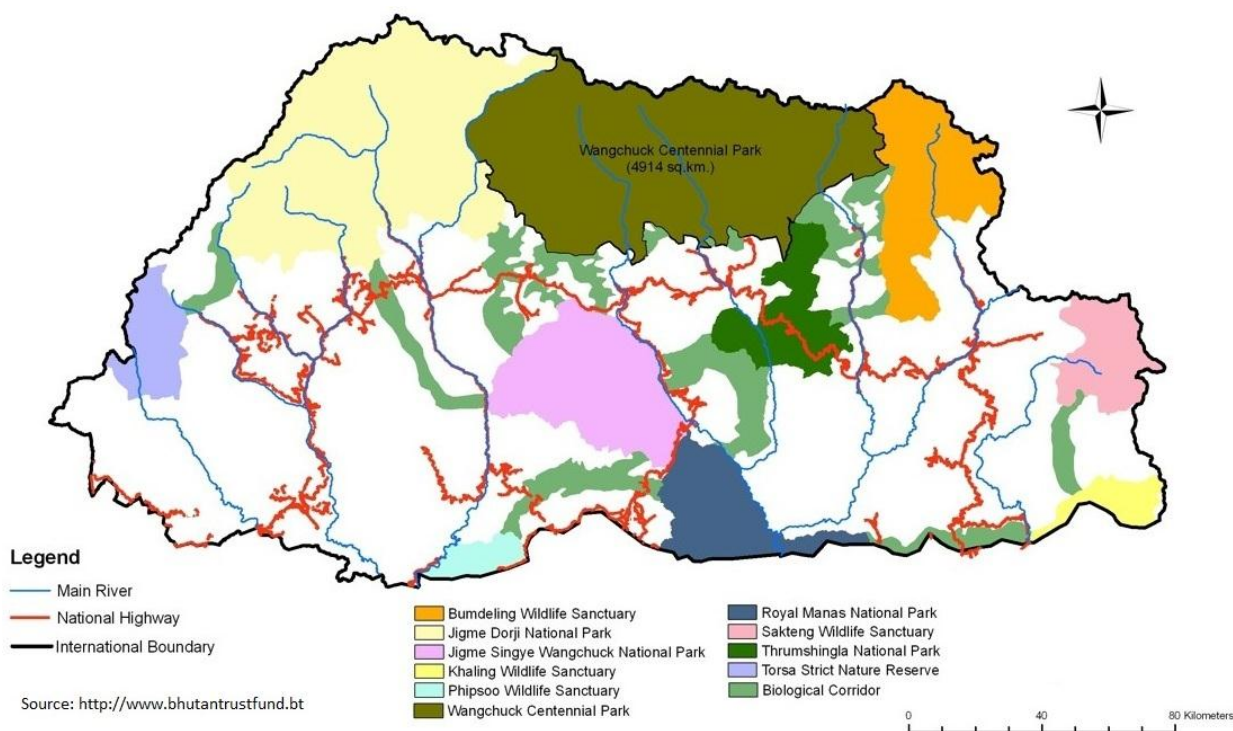 Wangchuck Centennial Park
(4914 sq.km.)
Legend
Main River
National Highway
International Boundary
Source: http://www.bhutantrustfund.bt
Bumdeling Wildlife Sanctuary
Jigme Dorji National Park
Jigme Singye Wangchuck National Park
Khaling Wildlife Sanctuary
Phipsoo Wildlife Sanctuary
Wangchuck Centennial Park
Royal Manas National Park
Sakteng Wildlife Sanctuary
Thrumshingla National Park
Torsa Strict Nature Reserve
Biological Corridor
0 40 80 Kilometers